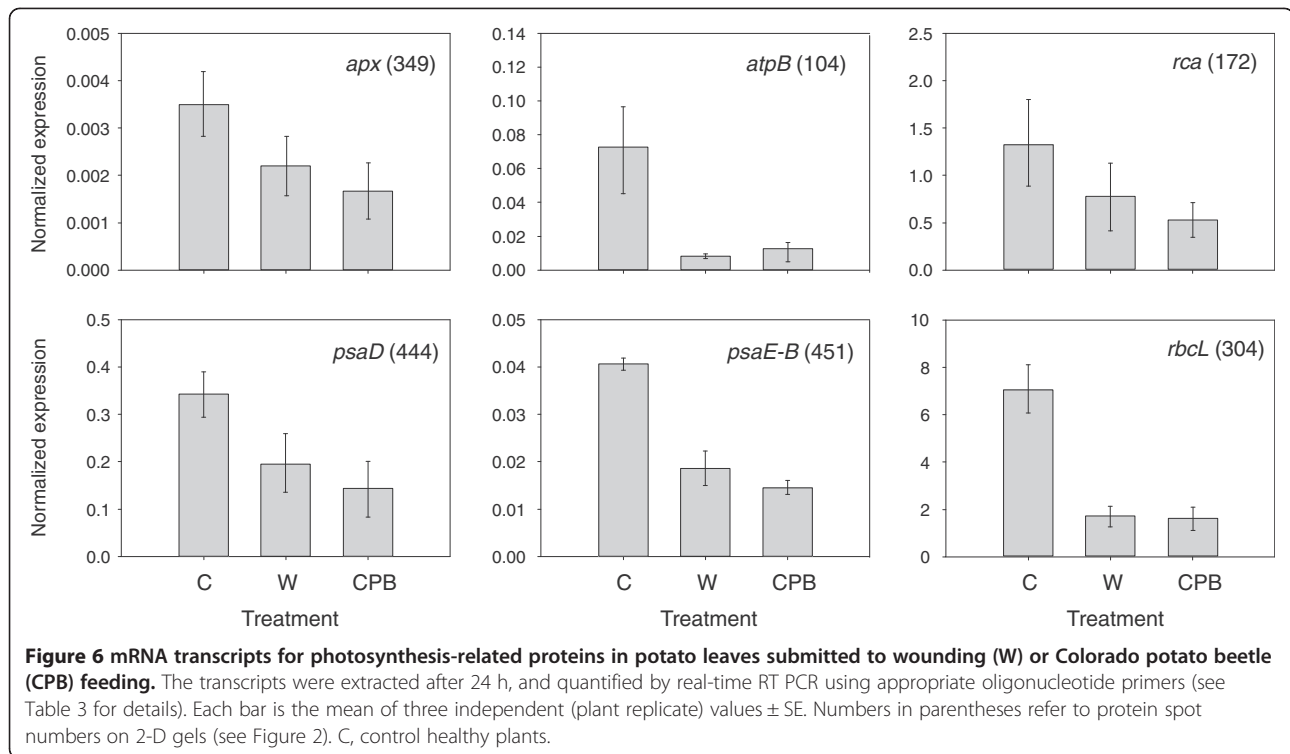 apx (349)
0.005
0.004
0.003
0.002
0.001
0.000
Normalized expression
atpB (104)
0.14
0.12
0.10
0.08
0.06
0.04
0.02
0.00
rca (172)
2.5
2.0
1.5
1.0
0.5
0.0
psaD (444)
0.5
0.4
0.3
0.2
0.1
0.0
Normalized expression
C W CPB
Treatment
psaE-B (451)
0.05
0.04
0.03
0.02
0.01
0.00
C W CPB
Treatment
rbcL (304)
10
8
6
4
2
0
C W CPB
Treatment
Figure 6 mRNA transcripts for photosynthesis-related proteins in potato leaves submitted to wounding (W) or Colorado potato beetle
(CPB) feeding. The transcripts were extracted after 24 h, and quantified by real-time RT PCR using appropriate oligonucleotide primers (see
Table 3 for details). Each bar is the mean of three independent (plant replicate) values ± SE. Numbers in parentheses refer to protein spot
numbers on 2-D gels (see Figure 2). C, control healthy plants.